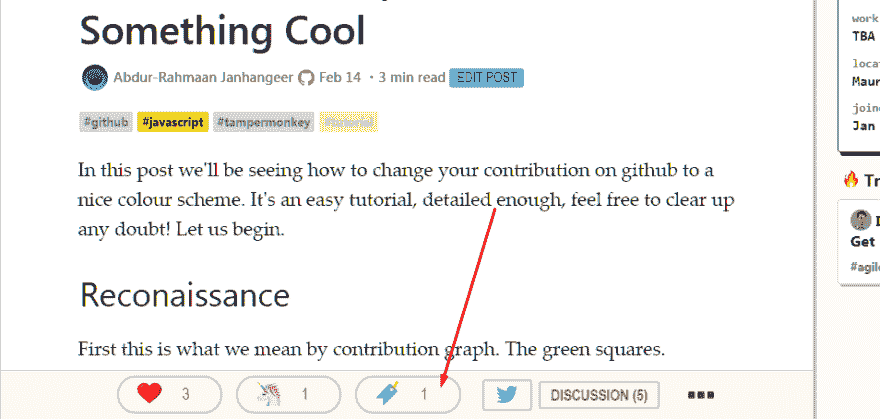 Something Cool
Abdur-Rahmaan Janhangeer Feb 14 ・3 min read EDIT POST
#github #javascript #tampermonkey #tutorial
In this post we'll be seeing how to change your contribution on github to a
nice colour scheme. It's an easy tutorial, detailed enough, feel free to clear up
any doubt! Let us begin.
Reconaissance
First this is what we mean by contribution graph. The green squares.
3 1 1 DISCUSSION (5)
work
TBA
loca
Maur
join
Jan
Tr
Get
#agil